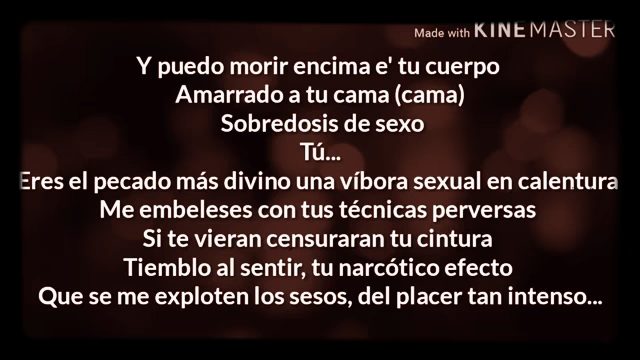 Made with KINEMASTER
Y puedo morir encima e' tu cuerpo
Amarrado a tu cama (cama)
Sobredosis de sexo
Tú...
Eres el pecado más divino una víbora sexual en calentura
Me embeleses con tus técnicas perversas
Si te vieran censuraran tu cintura
Tiemblo al sentir, tu narcótico efecto
Que se me exploten los sesos, del placer tan intenso...